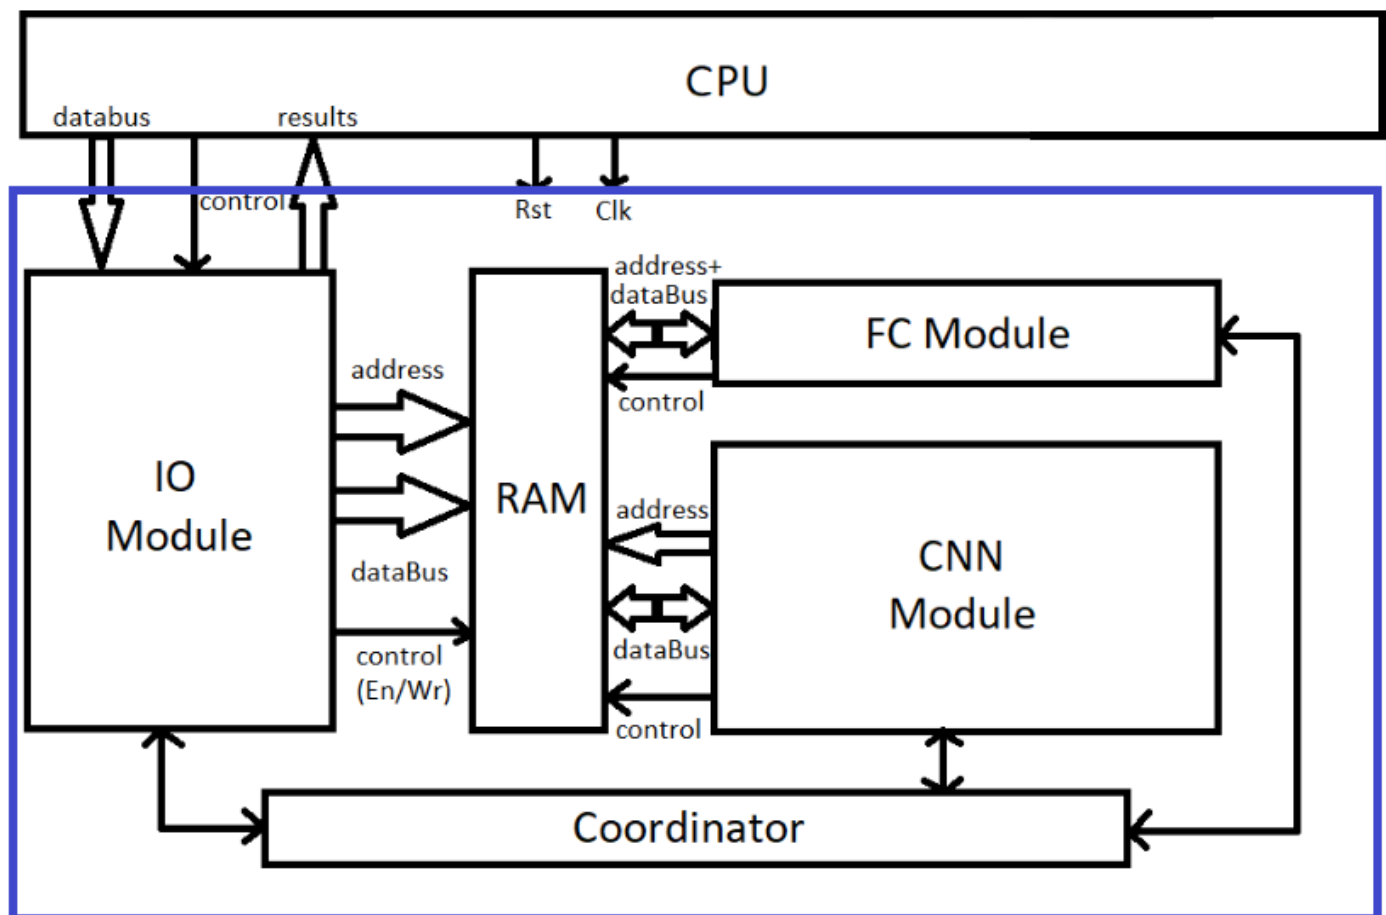 CPU
databus
results
control
Rst
Clk
address+
dataBus
FC Module
address
control
IO
Module
RAM
address
CNN
Module
dataBus
dataBus
control
(En/Wr)
control
Coordinator